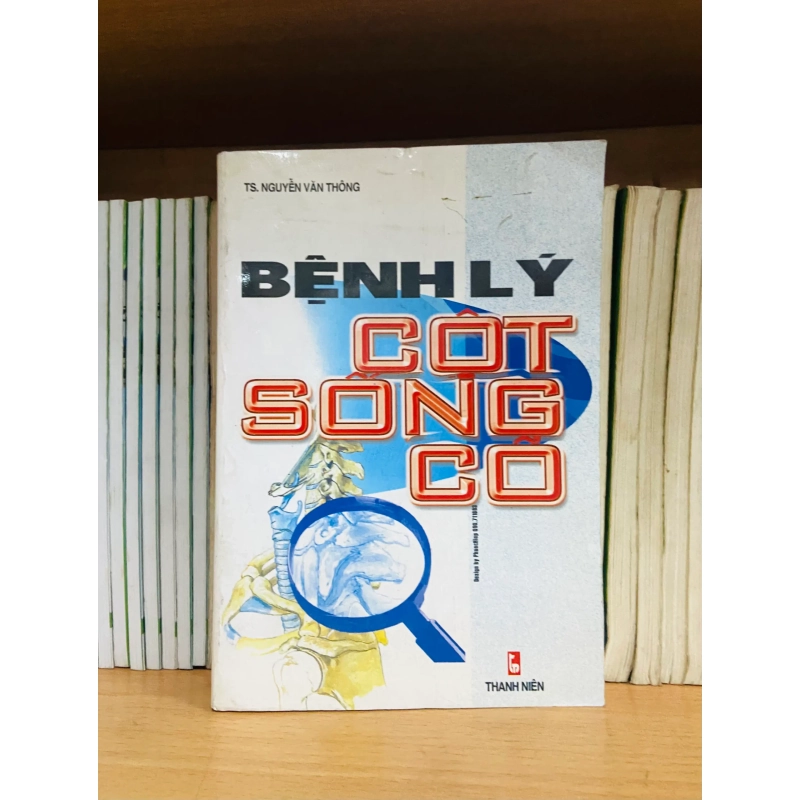 TS. NGUYỄN VĂN THÔNG
BỆNH LÝ
CỘT
SỐNG
CỔ
THANH NIÊN